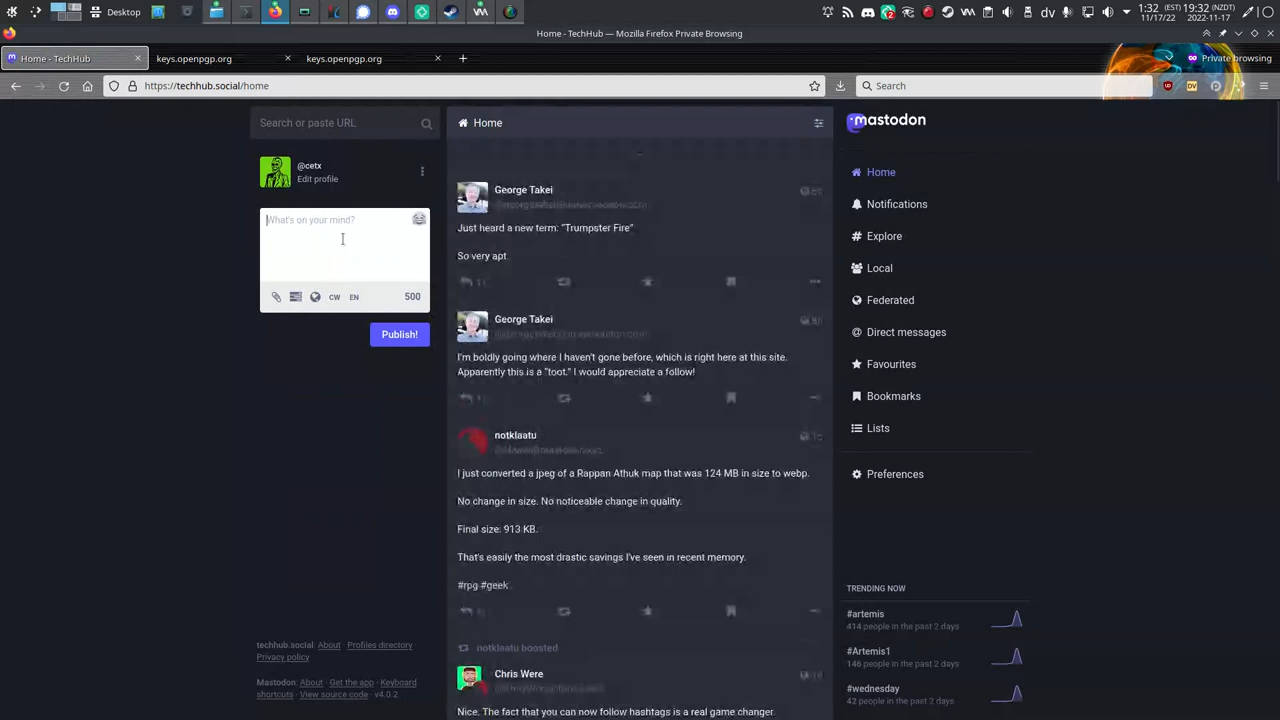 Desktop
dv
1:32 (EST) 19:32 (NZDT)
11/17/22 2022-11-17
Home - TechHub — Mozilla Firefox Private Browsing
Home - TechHub
keys.openpgp.org
keys.openpgp.org
Private browsing
https://techhub.social/home
Search
Search or paste URL
@cetx
Edit profile
What's on your mind?
CW EN 500
Publish!
techhub.social: About Profiles directory
Privacy policy
Mastodon: About Get the app Keyboard
shortcuts View source code v4.0.2
Home
George Takei
Just heard a new term: “Trumpster Fire”
So very apt.
George Takei
I’m boldly going where I haven’t gone before, which is right here at this site.
Apparently this is a “toot.” I would appreciate a follow!
notklaatu
I just converted a jpeg of a Rappan Athuk map that was 124 MB in size to webp.
No change in size. No noticeable change in quality.
Final size: 913 KB.
That's easily the most drastic savings I've seen in recent memory.
#rpg #geek
notklaatu boosted
Chris Were
Nice. The fact that you can now follow hashtags is a real game changer.
mastodon
Home
Notifications
Explore
Local
Federated
Direct messages
Favourites
Bookmarks
Lists
Preferences
TRENDING NOW
#artemis
414 people in the past 2 days
#Artemis1
146 people in the past 2 days
#wednesday
42 people in the past 2 days